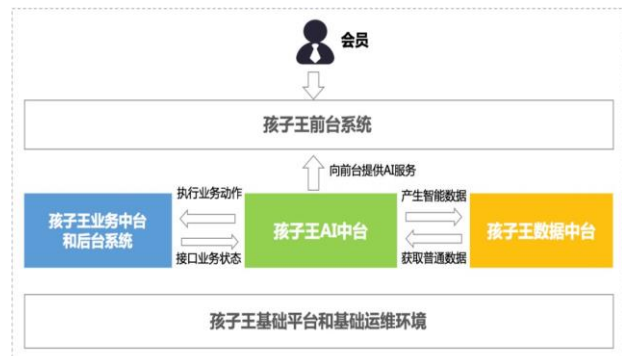 会员
孩子王前台系统
向前台提供AI服务
执行业务动作
产生智能数据
孩子王业务中台
和后台系统
孩子王AI中台
孩子王数据中台
接口业务状态
获取普通数据
孩子王基础平台和基础运维环境